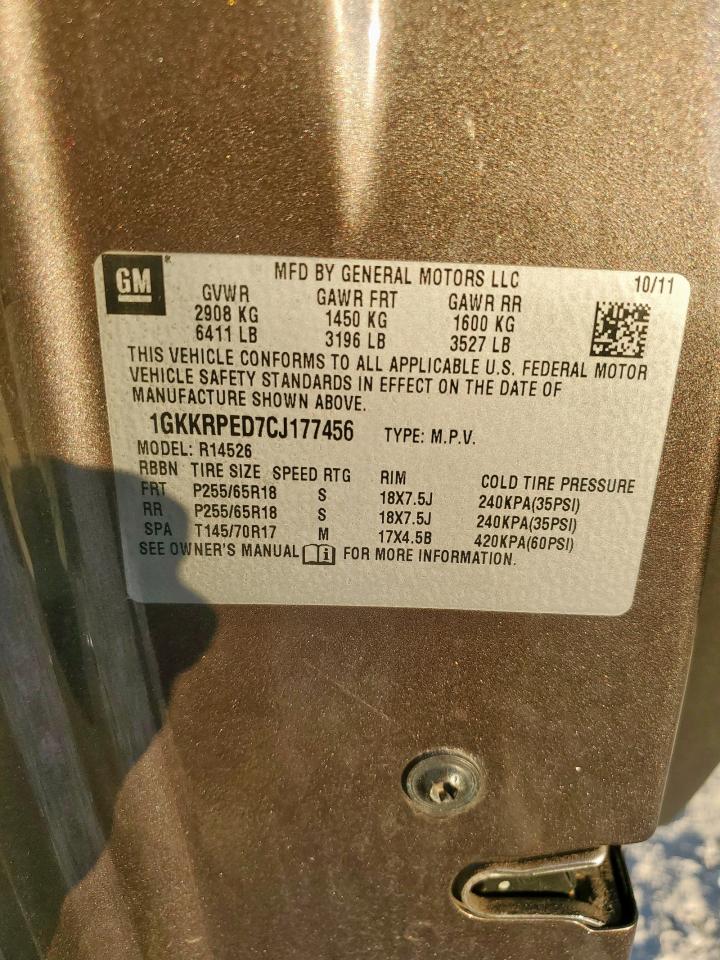 GM
MFD BY GENERAL MOTORS LLC 10/11
GVWR GAWR FRT GAWR RR
2908 KG 1450 KG 1600 KG
6411 LB 3196 LB 3527 LB
THIS VEHICLE CONFORMS TO ALL APPLICABLE U.S. FEDERAL MOTOR
VEHICLE SAFETY STANDARDS IN EFFECT ON THE DATE OF
MANUFACTURE SHOWN ABOVE.
1GKKRPED7CJ177456 TYPE: M.P.V.
MODEL: R14526
RBBN TIRE SIZE SPEED RTG RIM COLD TIRE PRESSURE
FRT P255/65R18 S 18X7.5J 240KPA(35PSI)
RR P255/65R18 S 18X7.5J 240KPA(35PSI)
SPA T145/70R17 M 17X4.5B 420KPA(60PSI)
SEE OWNER'S MANUAL i FOR MORE INFORMATION.